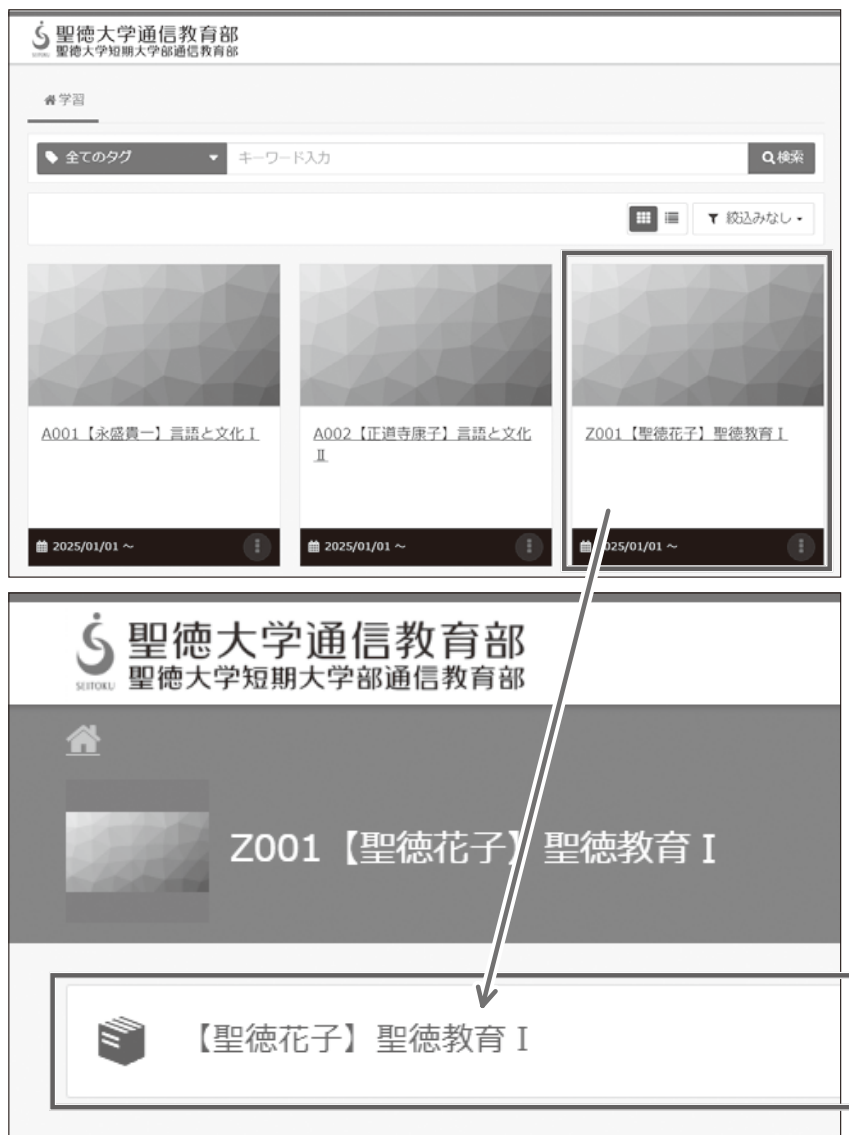 聖徳大学通信教育部
聖徳大学短期大学部通信教育部
SEITOKU
学習
全てのタグ
キーワード入力
検索
絞込みなし
A001【永盛貴一】言語と文化Ⅰ
A002【正道寺康子】言語と文化
Ⅱ
Z001【聖徳花子】聖徳教育Ⅰ
2025/01/01 ～
2025/01/01 ～
2025/01/01 ～
聖徳大学通信教育部
聖徳大学短期大学部通信教育部
SEITOKU
Z001【聖徳花子】聖徳教育Ⅰ
【聖徳花子】聖徳教育Ⅰ